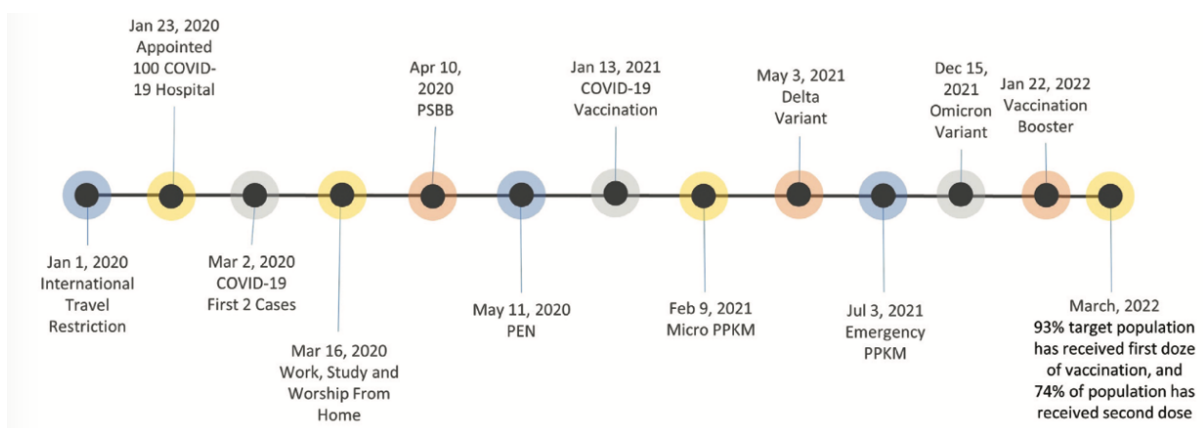 Jan 1, 2020
International
Travel
Restriction
Jan 23, 2020
Appointed
100 COVID-
19 Hospital
Mar 2, 2020
COVID-19
First 2 Cases
Mar 16, 2020
Work, Study and
Worship From
Home
Apr 10,
2020
PSBB
May 11, 2020
PEN
Jan 13, 2021
COVID-19
Vaccination
Feb 9, 2021
Micro PPKM
May 3, 2021
Delta
Variant
Jul 3, 2021
Emergency
PPKM
Dec 15,
2021
Omicron
Variant
Jan 22, 2022
Vaccination
Booster
March, 2022
93% target population
has received first doze
of vaccination, and
74% of population has
received second dose